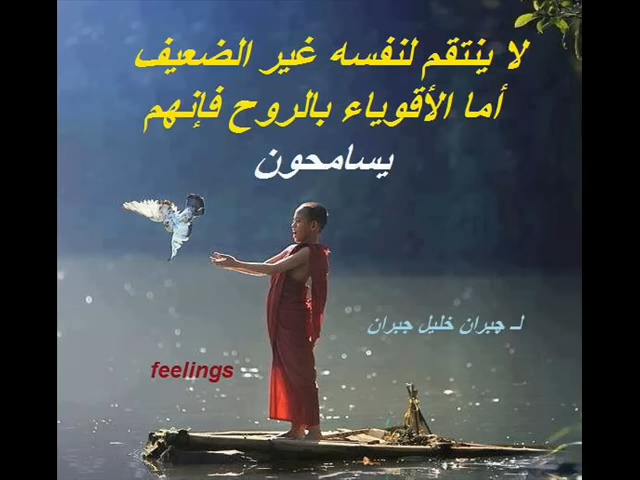 لا ينتقم لنفسه غير الضعيف
أما الأقوياء بالروح فإنهم
يسامحون
لـ جبران خليل جبران
feelings